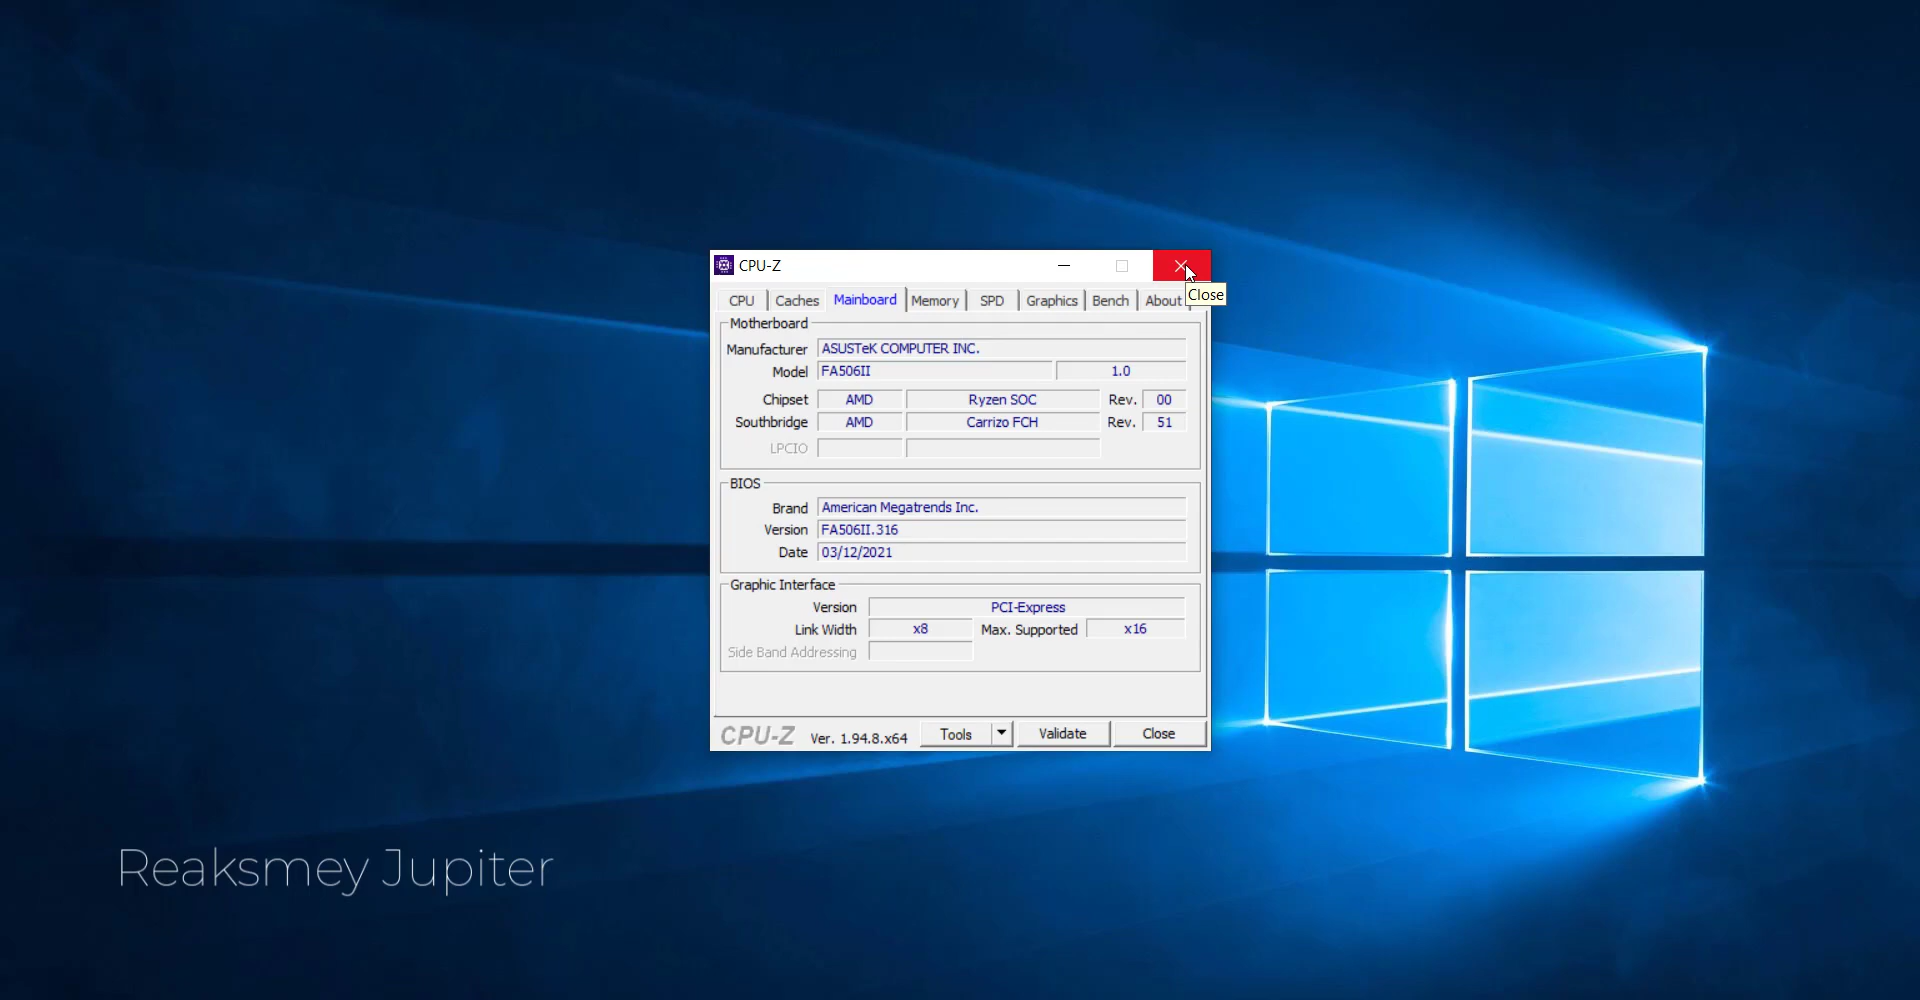 CPU-Z
Close
CPU Caches Mainboard Memory SPD Graphics Bench About
Motherboard
Manufacturer ASUSTeK COMPUTER INC.
Model FA506II 1.0
Chipset AMD Ryzen SOC Rev. 00
Southbridge AMD Carrizo FCH Rev. 51
LPCIO
BIOS
Brand American Megatrends Inc.
Version FA506II.316
Date 03/12/2021
Graphic Interface
Version PCI-Express
Link Width x8 Max. Supported x16
Side Band Addressing
CPU-Z Ver. 1.94.8.x64 Tools Validate Close
Reaksmey Jupiter